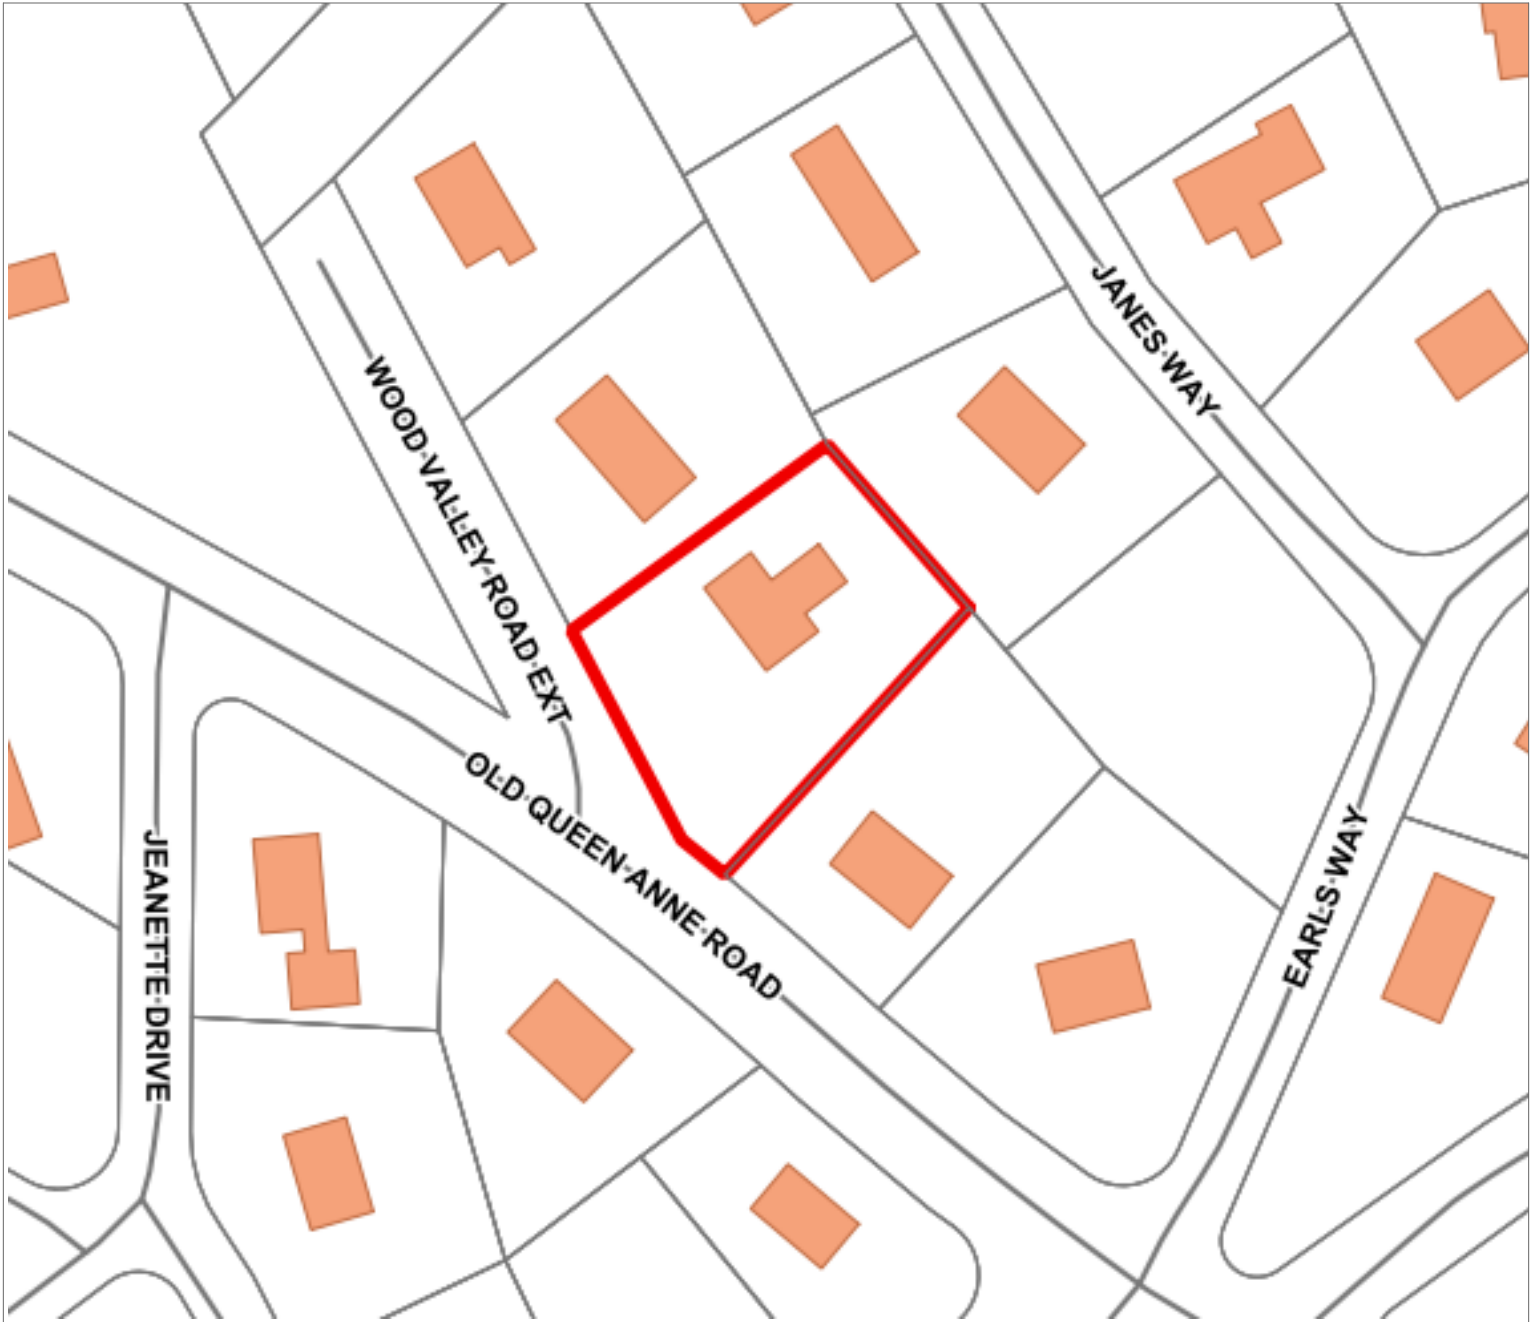 JANES WAY
WOOD VALLEY ROAD EXT
OLD QUEEN ANNE ROAD
JEANETTE DRIVE
EARLS WAY